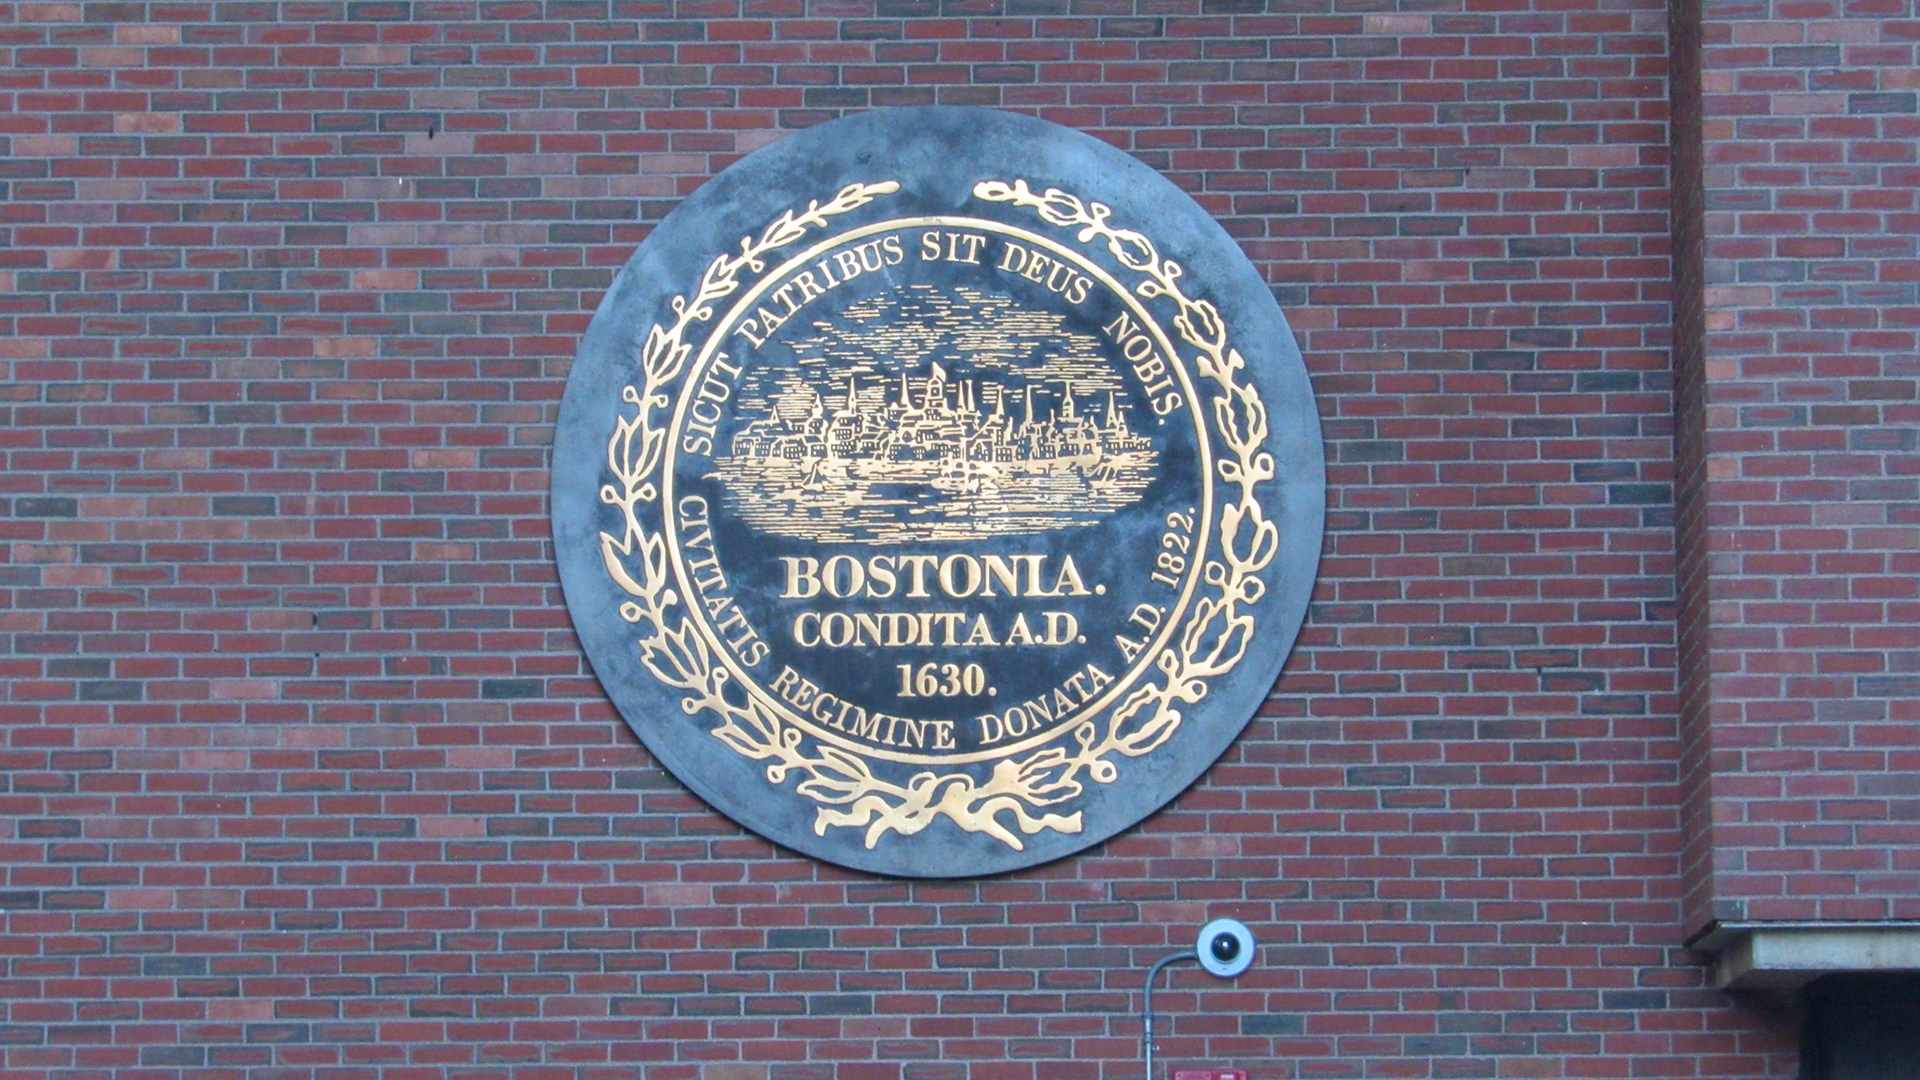 SICUT PATRIBUS SIT DEUS NOBIS.
BOSTONIA.
CONDITA A.D.
1630.
CIVITATIS REGIMINE DONATA A.D. 1822.